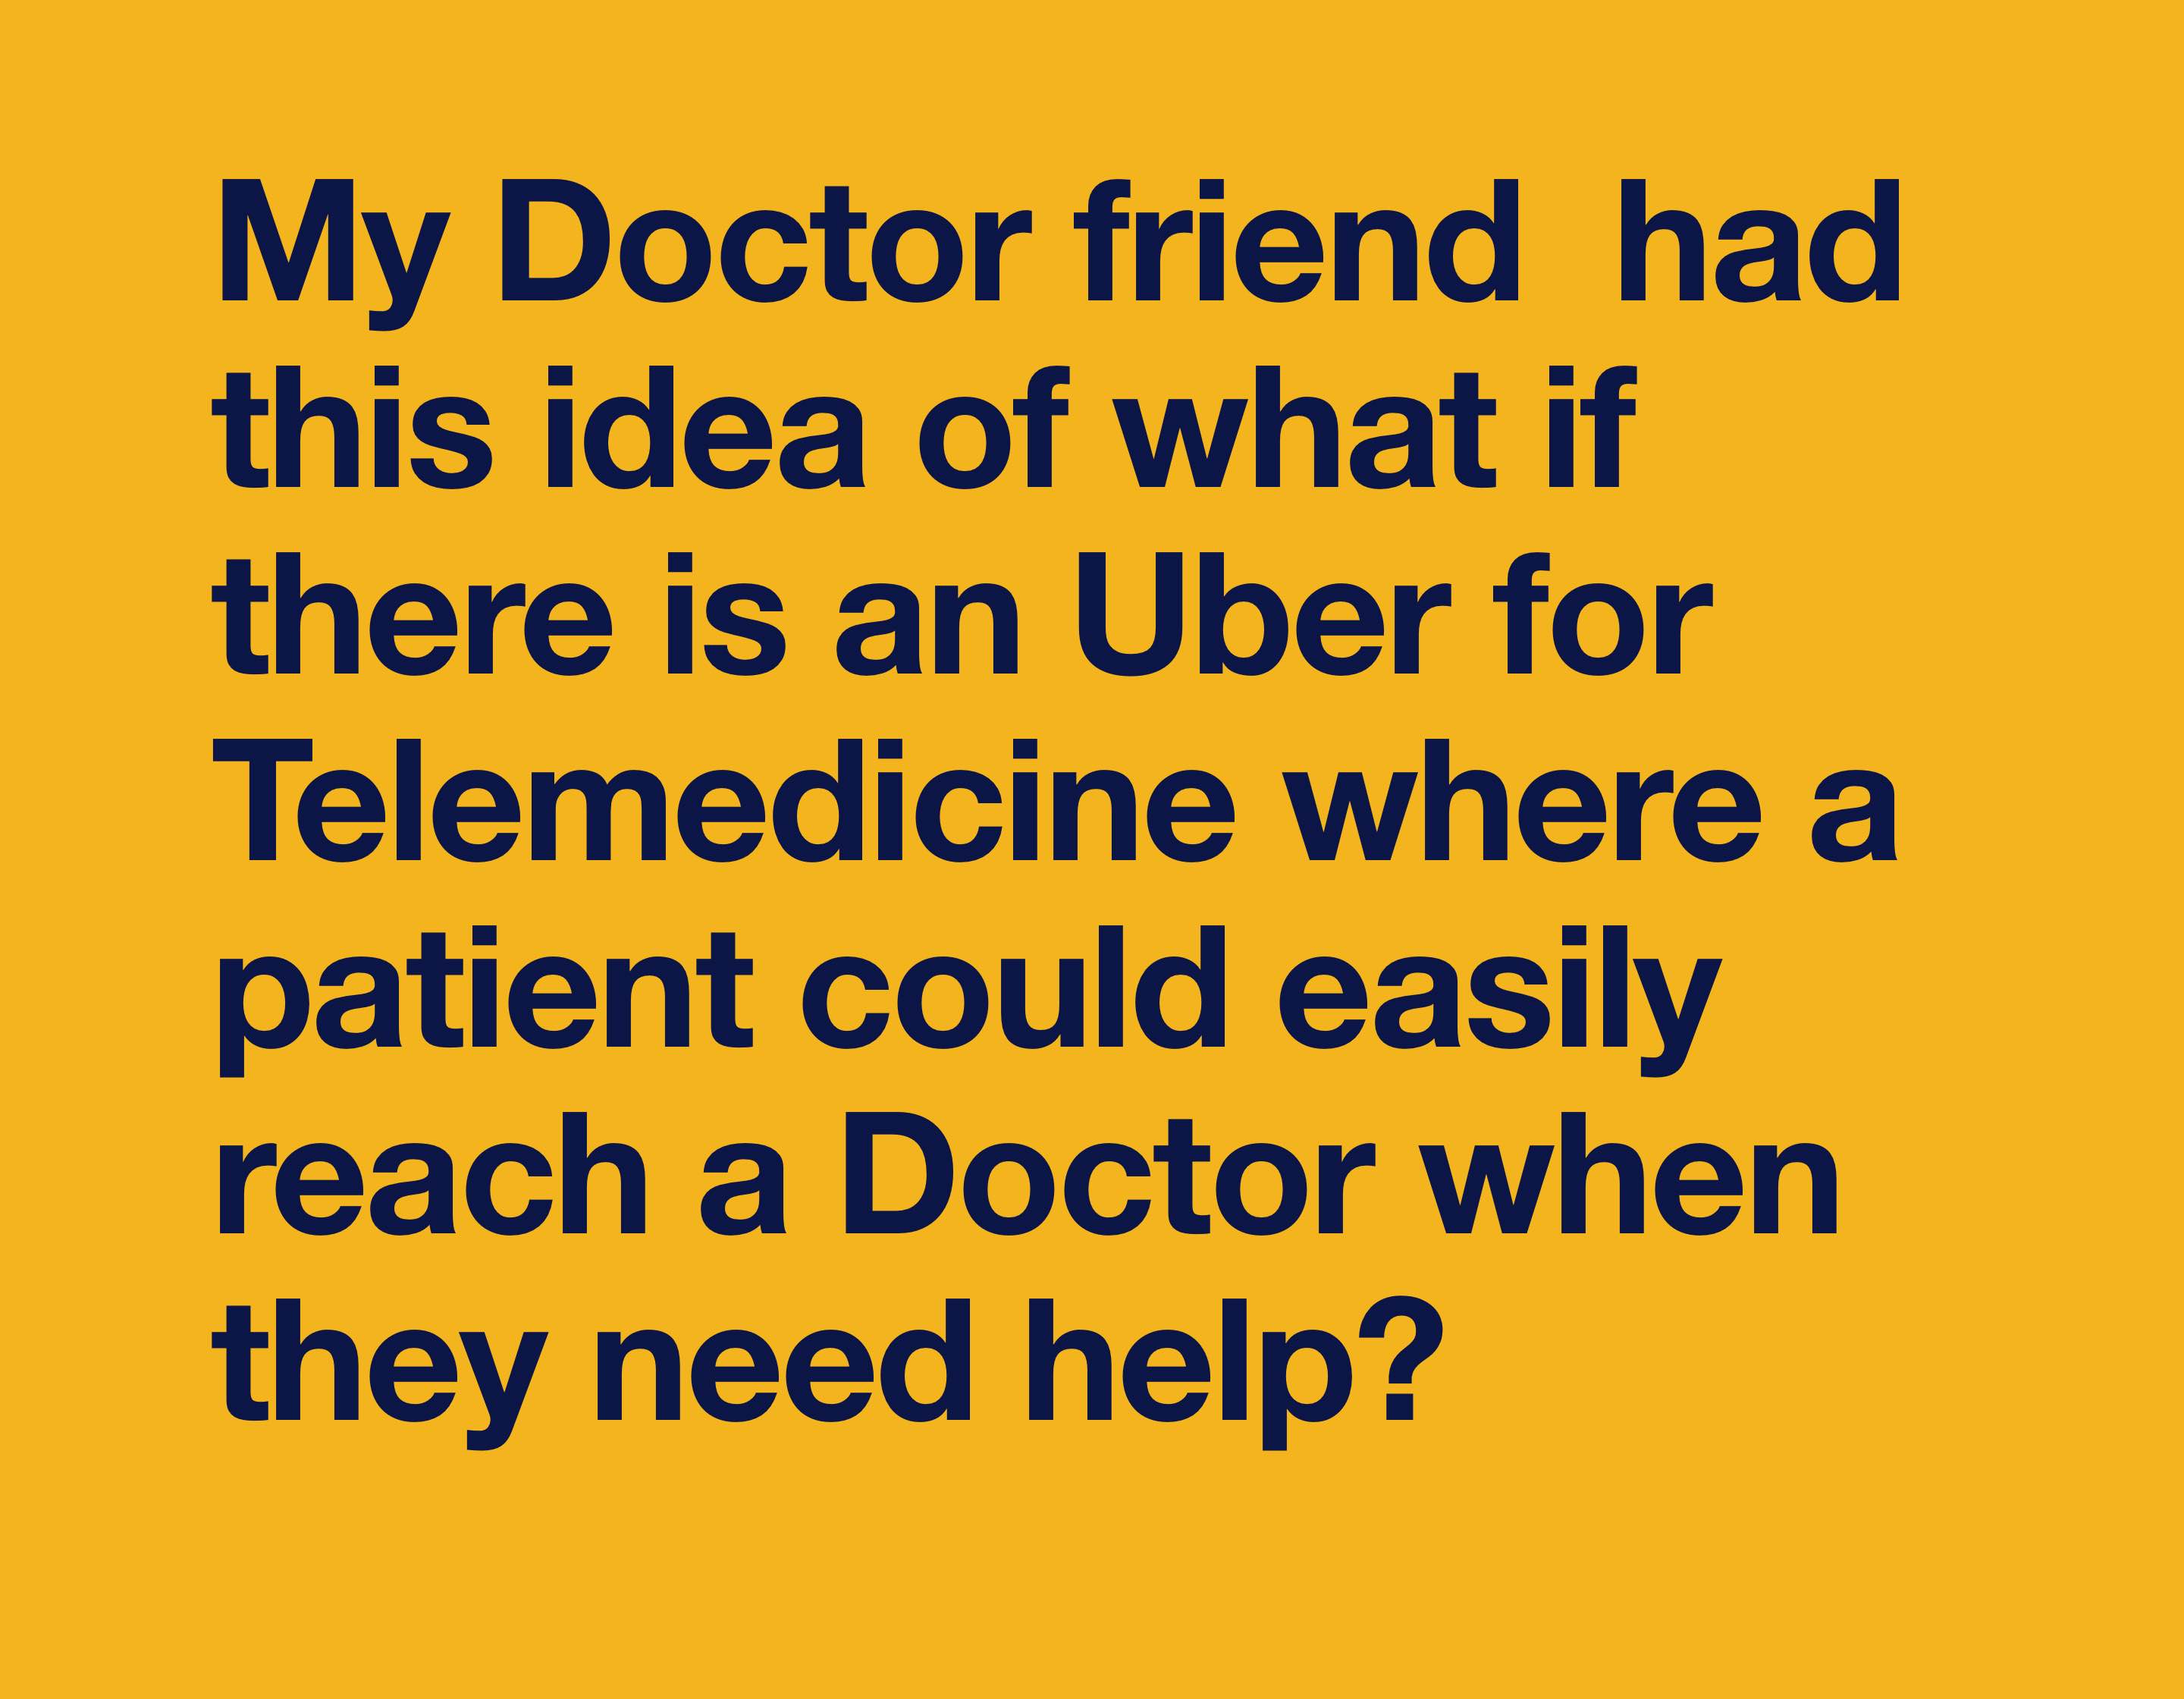 My Doctor friend  had
this idea of what if
there is an Uber for
Telemedicine where a
patient could easily
reach a Doctor when
they need help?